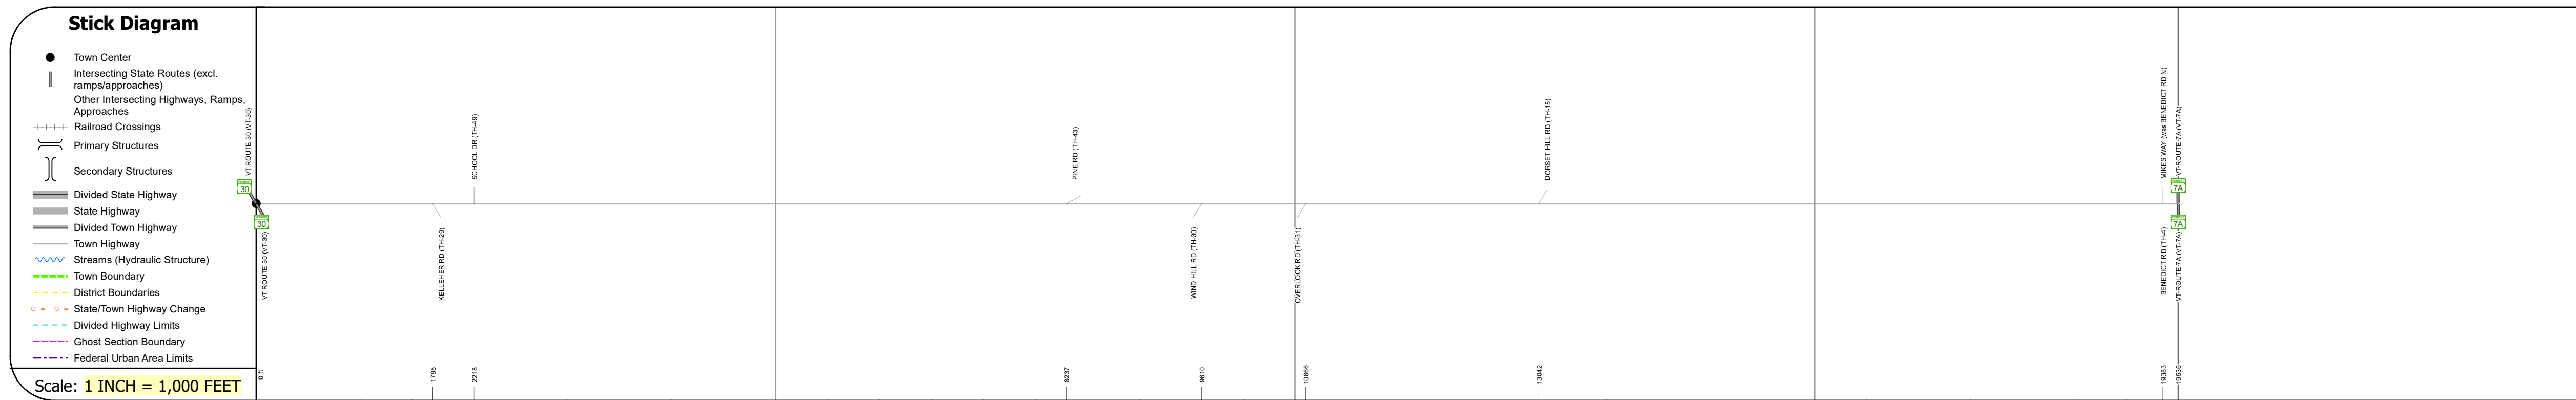 Stick Diagram
Town Center
Intersecting State Routes (excl.
ramps/approaches)
Other Intersecting Highways, Ramps,
Approaches
Railroad Crossings
Primary Structures
Secondary Structures
Divided State Highway
State Highway
Divided Town Highway
Town Highway
Streams (Hydraulic Structure)
Town Boundary
District Boundaries
State/Town Highway Change
Divided Highway Limits
Ghost Section Boundary
Federal Urban Area Limits
Scale: 1 INCH = 1,000 FEET
VT ROUTE 30 (VT-30)
30
30
VT ROUTE 30 (VT-30)
KELLEHER RD (TH-29)
SCHOOL DR (TH-49)
PINE RD (TH-43)
WIND HILL RD (TH-30)
OVERLOOK RD (TH-31)
DORSET HILL RD (TH-15)
MIKES WAY (was BENEDICT RD N)
BENEDICT RD (TH-4)
VT-ROUTE-7A (VT-7A)
7A
7A
VT-ROUTE-7A (VT-7A)
0 ft
1795
2218
8237
9610
10666
13042
19383
19536